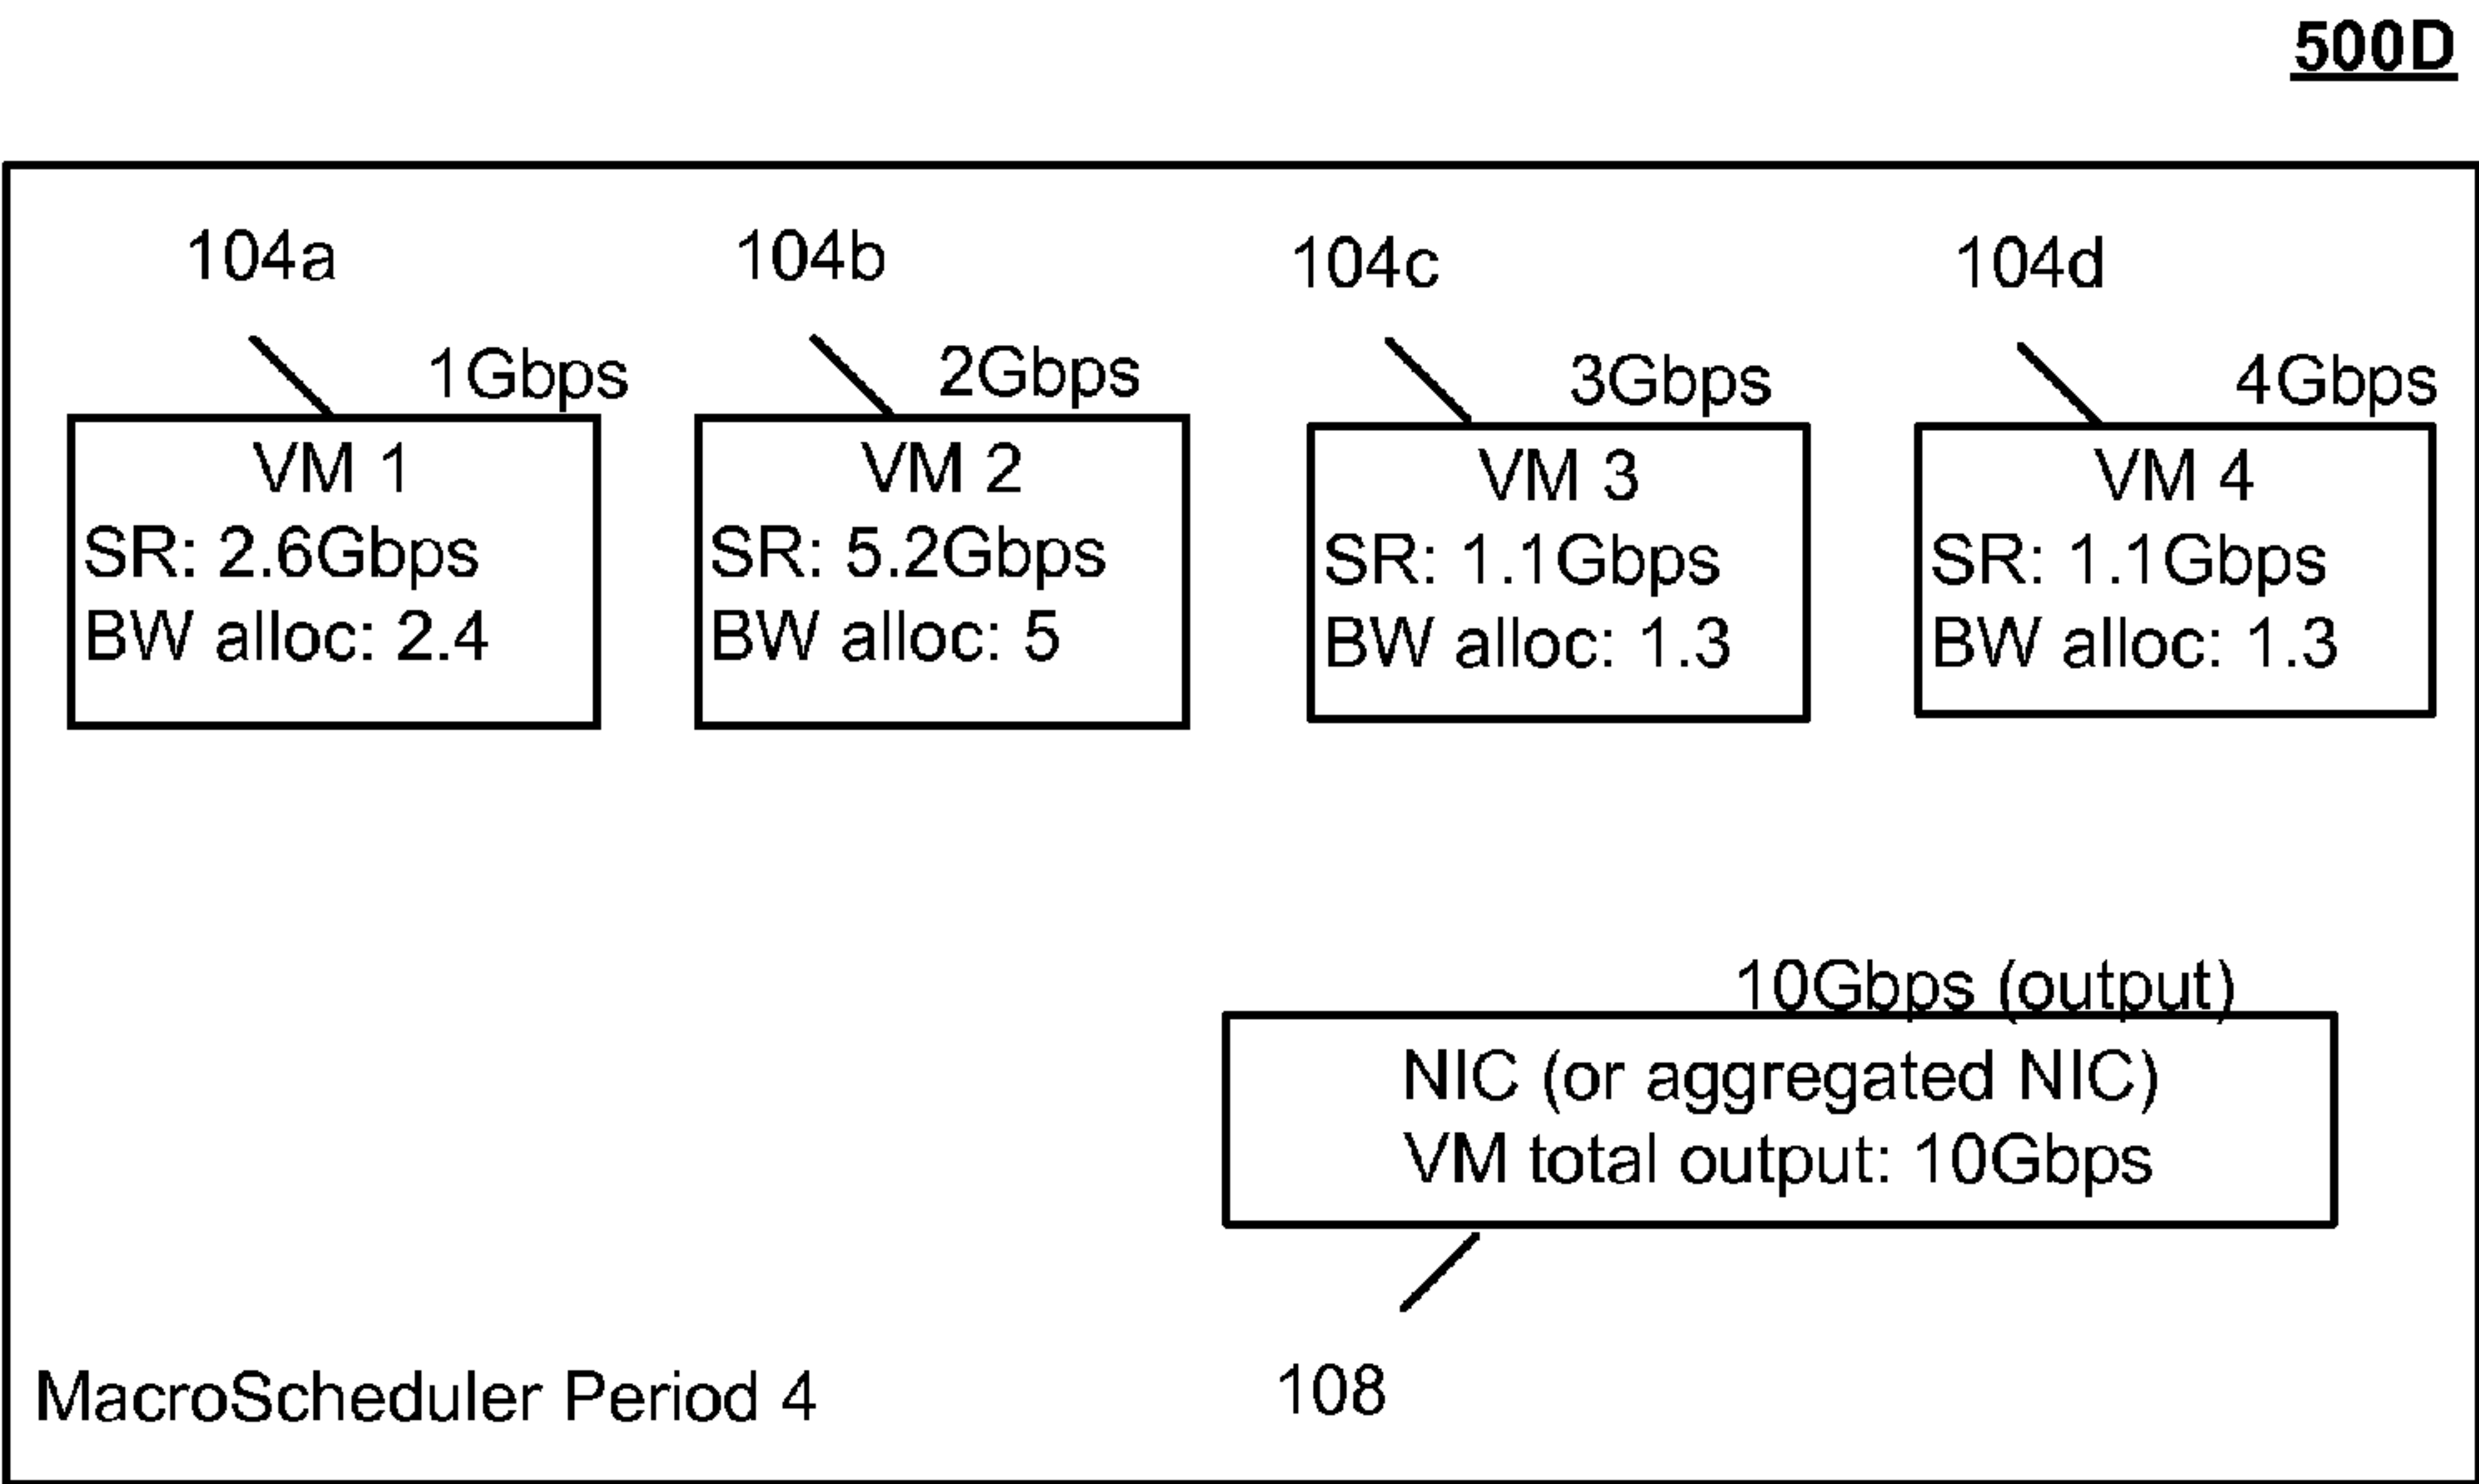 500D
104a
104b
104c
104d
1Gbps
2Gbps
3Gbps
4Gbps
VM 1
SR: 2.6Gbps
BW alloc: 2.4
VM 2
SR: 5.2Gbps
BW alloc: 5
VM 3
SR: 1.1Gbps
BW alloc: 1.3
VM 4
SR: 1.1Gbps
BW alloc: 1.3
10Gbps (output)
NIC (or aggregated NIC)
VM total output: 10Gbps
108
MacroScheduler Period 4